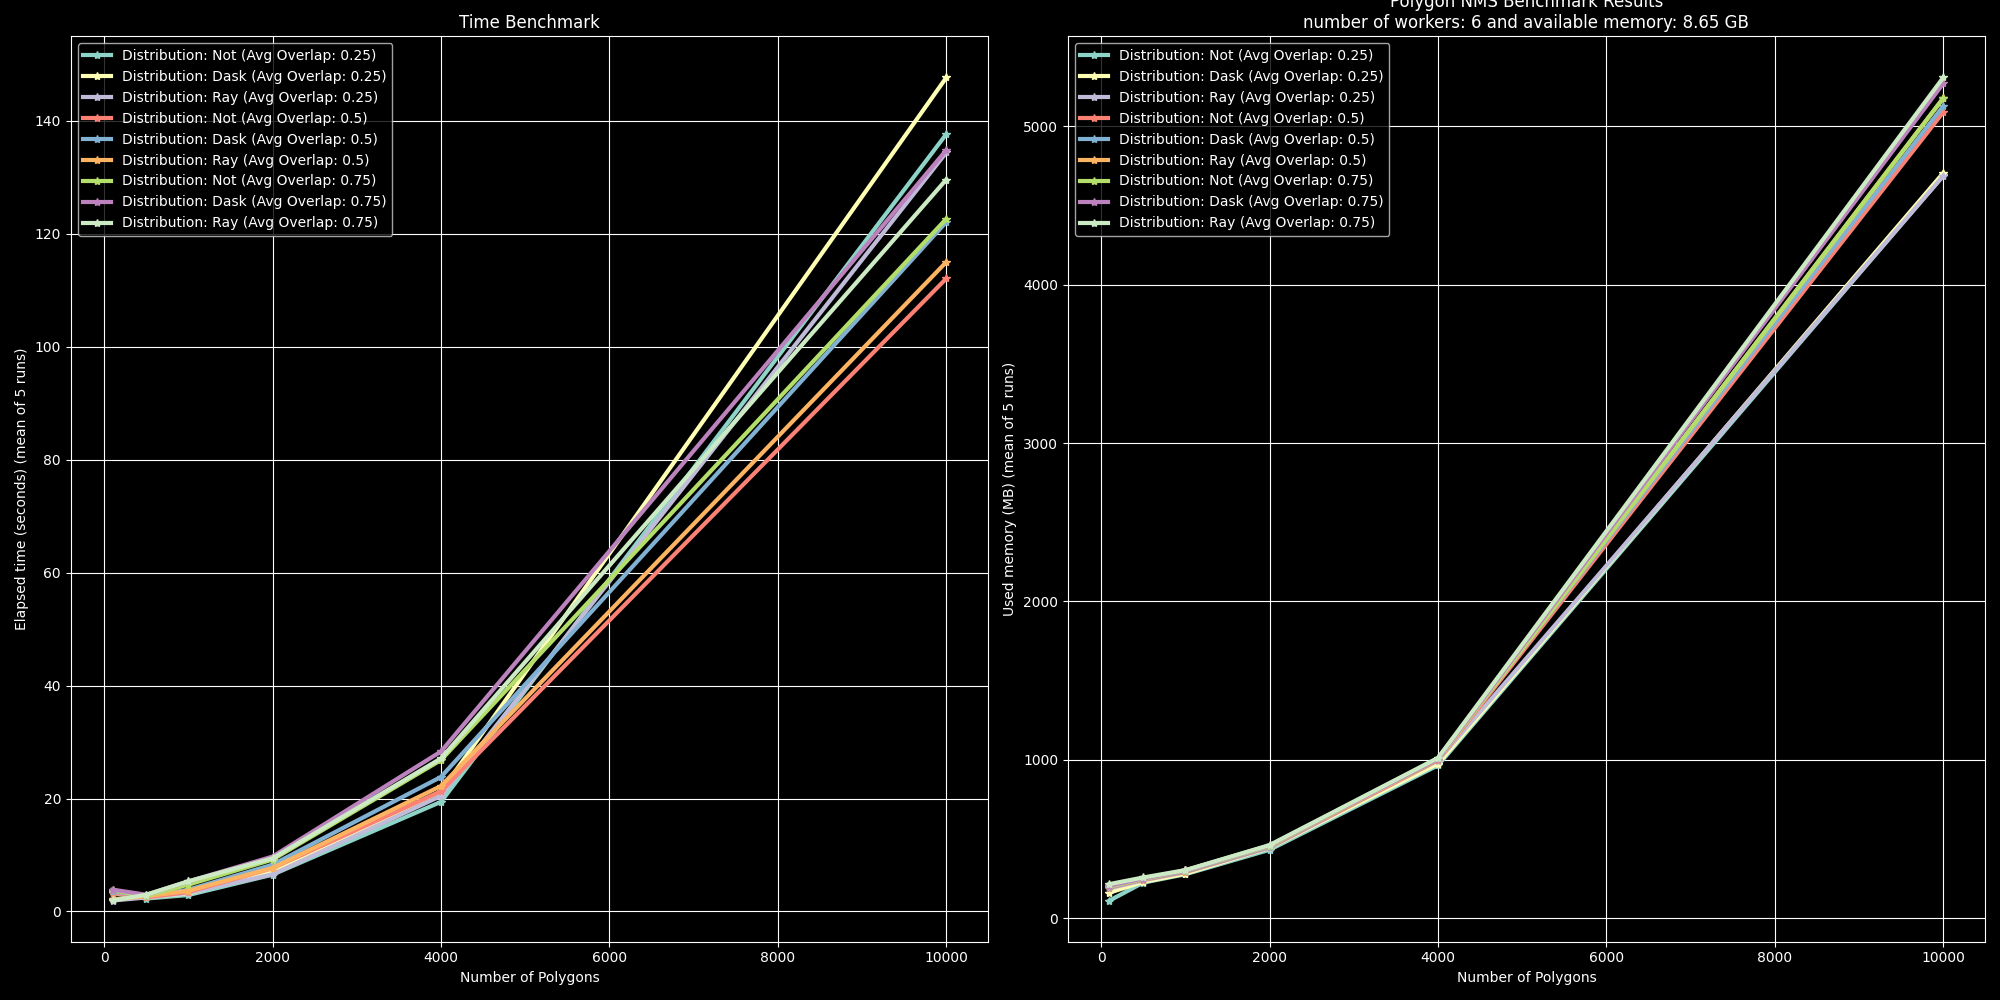 Time Benchmark
Distribution: Not (Avg Overlap: 0.25)
Distribution: Dask (Avg Overlap: 0.25)
Distribution: Ray (Avg Overlap: 0.25)
Distribution: Not (Avg Overlap: 0.5)
Distribution: Dask (Avg Overlap: 0.5)
Distribution: Ray (Avg Overlap: 0.5)
Distribution: Not (Avg Overlap: 0.75)
Distribution: Dask (Avg Overlap: 0.75)
Distribution: Ray (Avg Overlap: 0.75)
Elapsed time (seconds) (mean of 5 runs)
140
120
100
80
60
40
20
0
0 2000 4000 6000 8000 10000
Number of Polygons
Polygon NMS Benchmark Results
number of workers: 6 and available memory: 8.65 GB
Distribution: Not (Avg Overlap: 0.25)
Distribution: Dask (Avg Overlap: 0.25)
Distribution: Ray (Avg Overlap: 0.25)
Distribution: Not (Avg Overlap: 0.5)
Distribution: Dask (Avg Overlap: 0.5)
Distribution: Ray (Avg Overlap: 0.5)
Distribution: Not (Avg Overlap: 0.75)
Distribution: Dask (Avg Overlap: 0.75)
Distribution: Ray (Avg Overlap: 0.75)
Used memory (MB) (mean of 5 runs)
5000
4000
3000
2000
1000
0
0 2000 4000 6000 8000 10000
Number of Polygons